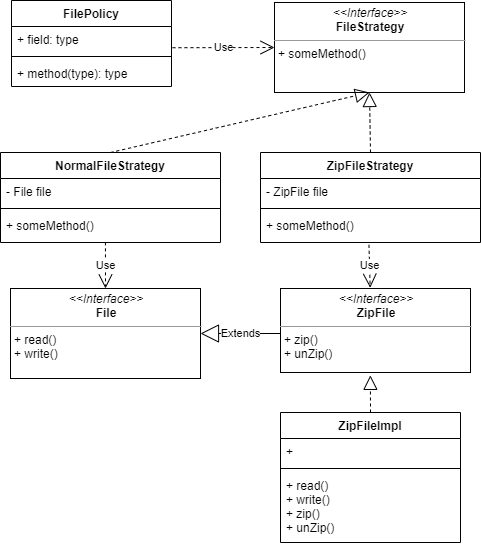 FilePolicy
+ field: type
+ method(type): type
Use
<<Interface>>
FileStrategy
+ someMethod()
NormalFileStrategy
- File file
+ someMethod()
ZipFileStrategy
- ZipFile file
+ someMethod()
Use
Use
<<Interface>>
File
+ read()
+ write()
Extends
<<Interface>>
ZipFile
+ zip()
+ unZip()
ZipFileImpl
+
+ read()
+ write()
+ zip()
+ unZip()